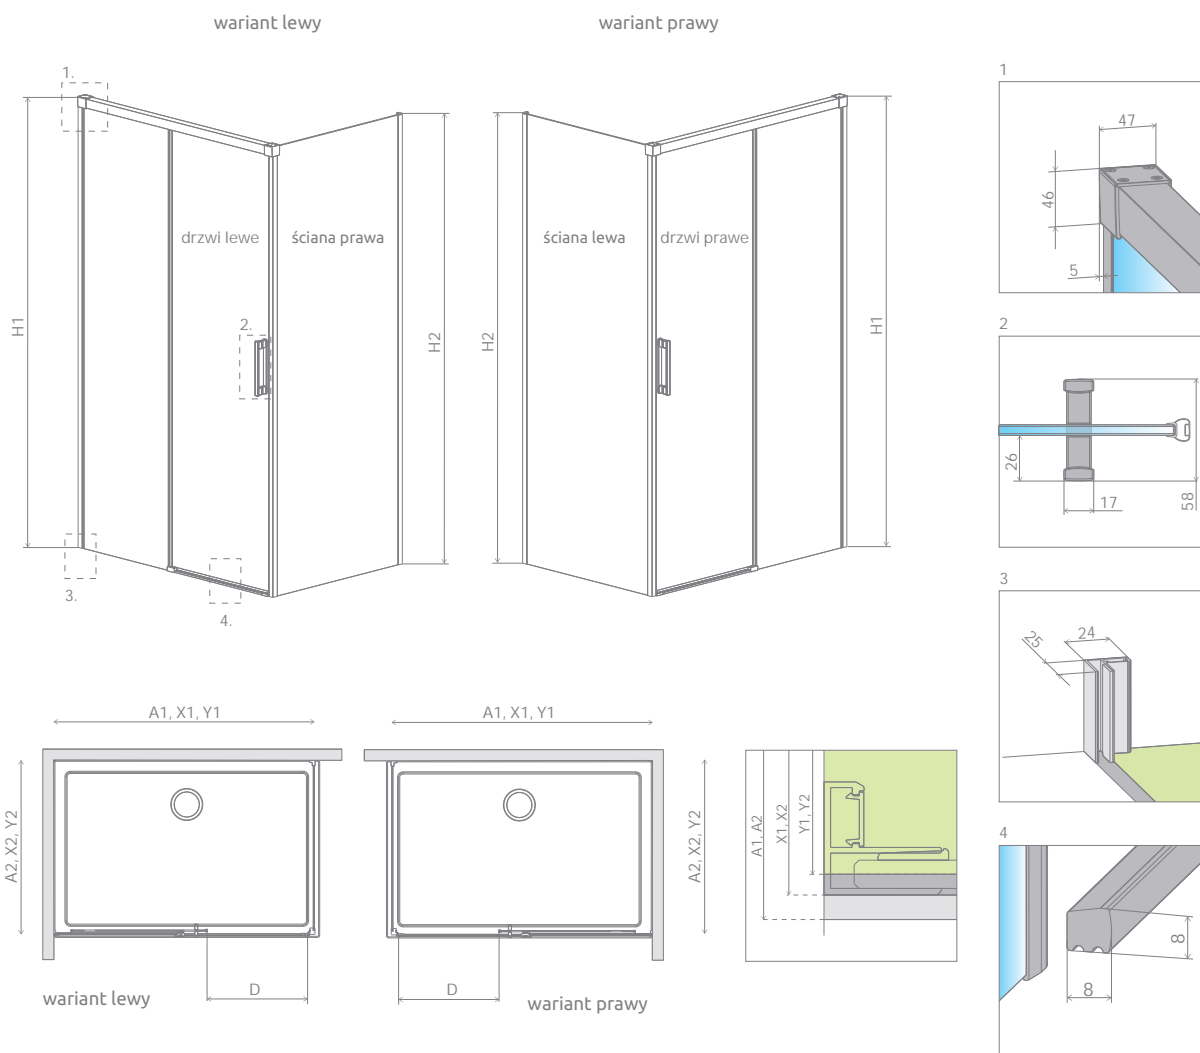 wariant lewy
wariant prawy
1.
H1
drzwi lewe
ściana prawa
2.
H2
3.
4.
H2
ściana lewa
drzwi prawe
H1
1
47
46
5
2
26
17
58
3
25
24
4
8
8
A1, X1, Y1
A2, X2, Y2
D
wariant lewy
A1, X1, Y1
A2, X2, Y2
D
wariant prawy
A1, A2
X1, X2
Y1, Y2